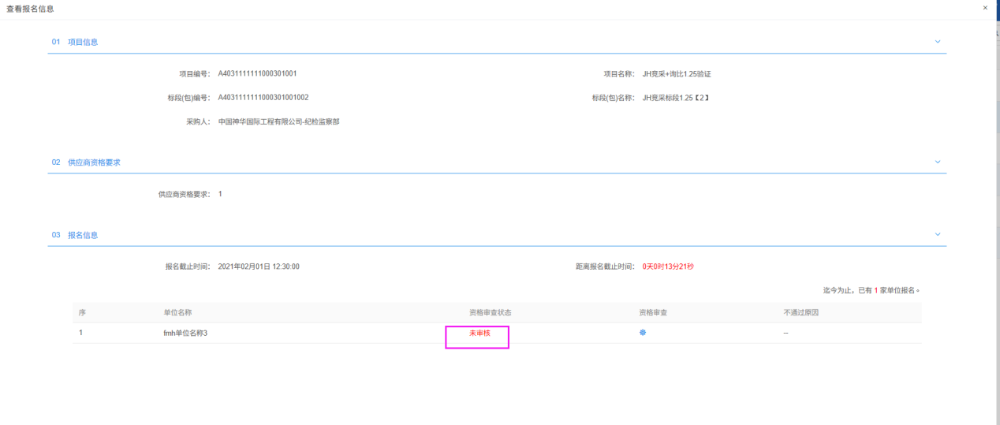 查看报名信息 ×
01 项目信息
项目编号： A4031111111000301001 项目名称： JH竞采+询比1.25验证
标段(包)编号： A4031111111000301001002 标段(包)名称： JH竞采标段1.25【2】
采购人： 中国神华国际工程有限公司-纪检监察部
02 供应商资格要求
供应商资格要求： 1
03 报名信息
报名截止时间： 2021年02月01日 12:30:00 距离报名截止时间： 0天0时13分21秒
迄今为止，已有 1 家单位报名。
序 单位名称 资格审查状态 资格审查 不通过原因
1 fmh单位名称3 未审核 --